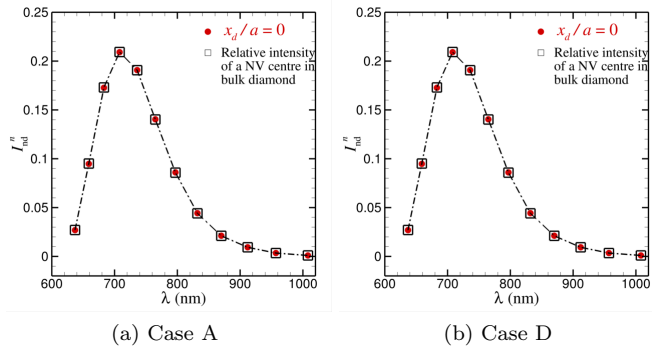 0.25
0.2
0.15
0.1
0.05
0
I_nd^n
x_d/a = 0
Relative intensity
of a NV centre in
bulk diamond
600 700 800 900 1000
λ (nm)
(a) Case A
0.25
0.2
0.15
0.1
0.05
0
I_nd^n
x_d/a = 0
Relative intensity
of a NV centre in
bulk diamond
600 700 800 900 1000
λ (nm)
(b) Case D